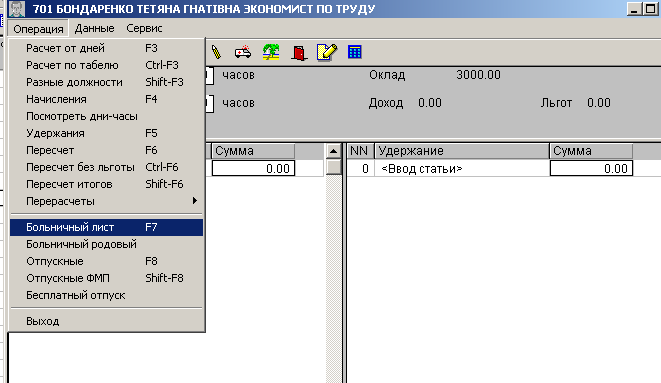 701 БОНДАРЕНКО ТЕТЯНА ГНАТІВНА ЭКОНОМИСТ ПО ТРУДУ
Операция Данные Сервис
Расчет от дней F3
Расчет по табелю Ctrl-F3
Разные должности Shift-F3
Начисления F4
Посмотреть дни-часы
Удержания F5
Пересчет F6
Пересчет без льготы Ctrl-F6
Пересчет итогов Shift-F6
Перерасчеты
Больничный лист F7
Больничный родовый
Отпускные F8
Отпускные ФМП Shift-F8
Бесплатный отпуск
Выход
часов Оклад 3000.00
часов Доход 0.00 Льгот 0.00
Сумма NN Удержание Сумма
0.00 0 <Ввод статьи> 0.00